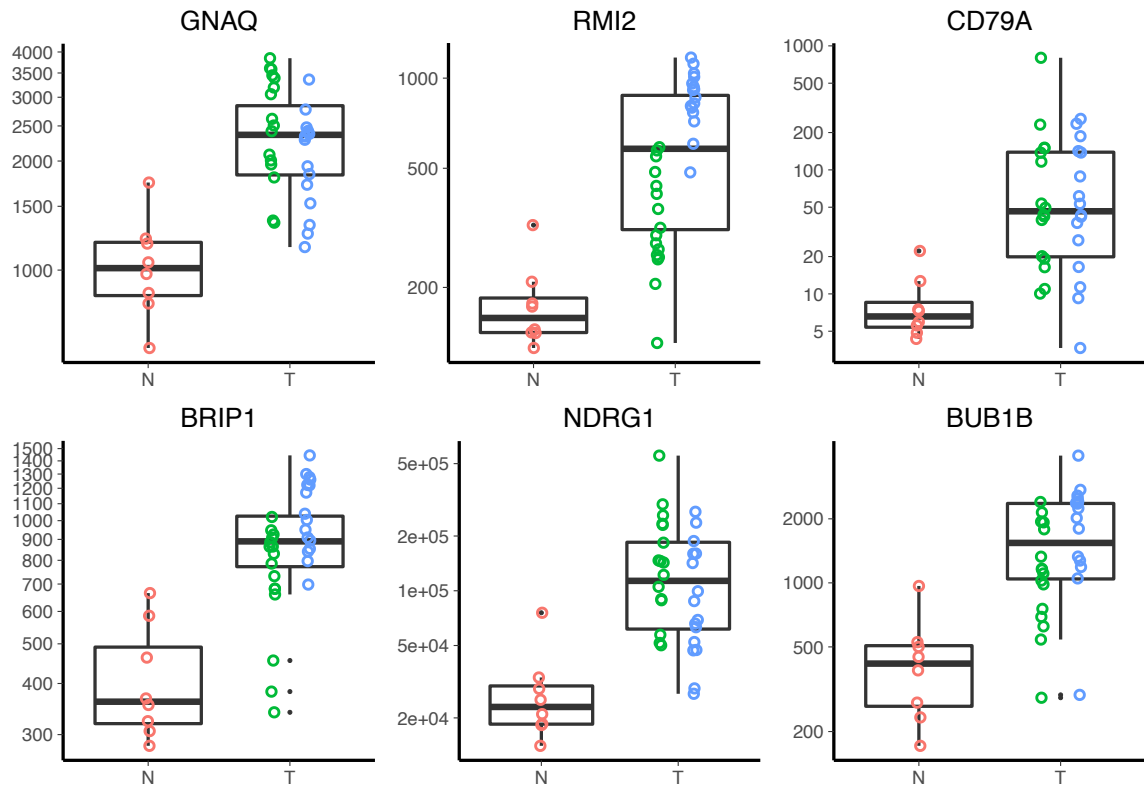 GNAQ
4000
3500
3000
2500
2000
1500
1000
N T
RMI2
1000
500
200
N T
CD79A
1000
500
200
100
50
20
10
5
N T
BRIP1
1500
1400
1300
1200
1100
1000
900
800
700
600
500
400
300
N T
NDRG1
5e+05
2e+05
1e+05
5e+04
2e+04
N T
BUB1B
2000
1000
500
200
N T